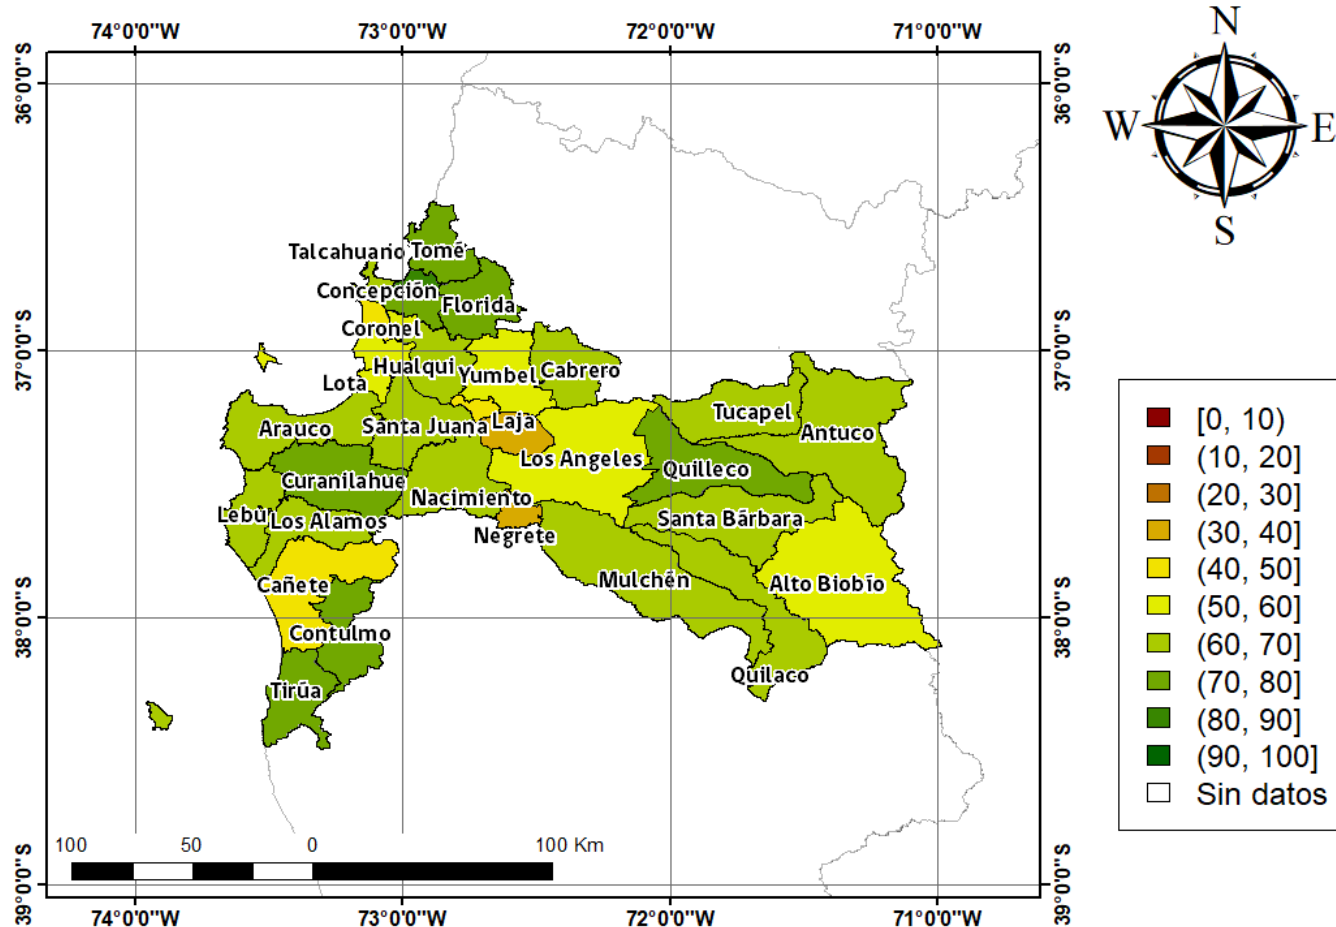 74°0'0"W 73°0'0"W 72°0'0"W 71°0'0"W
N
W E
S
36°0'0"S 36°0'0"S
Talcahuano Tomé
Concepción
Florida
Coronel
37°0'0"S 37°0'0"S
Hualqui Yumbel Cabrero
Lota
Tucapel
Arauco Santa Juana Laja Antuco
Los Angeles Quilleco
Curanilahue
Nacimiento
Lebu Los Alamos Santa Bárbara
Negrete
Cañete Mulchén Alto Biobío
38°0'0"S 38°0'0"S
Contulmo
Quilaco
Tirúa
100 50 0 100 Km
39°0'0"S 39°0'0"S
74°0'0"W 73°0'0"W 72°0'0"W 71°0'0"W
[0, 10)
(10, 20]
(20, 30]
(30, 40]
(40, 50]
(50, 60]
(60, 70]
(70, 80]
(80, 90]
(90, 100]
Sin datos